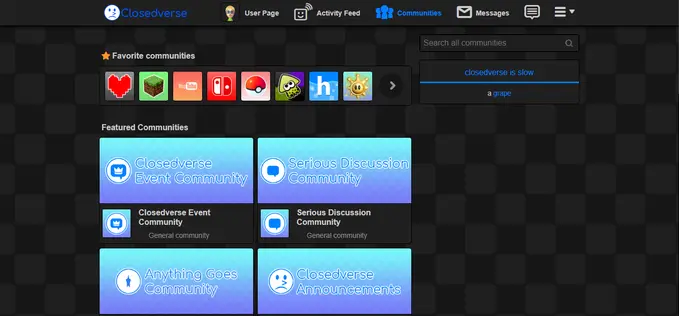 Closedverse
User Page
Activity Feed
Communities
Messages
Search all communities
Favorite communities
closedverse is slow
a grape
YouTube
h
Featured Communities
Closedverse
Event Community
Serious Discussion
Community
Closedverse Event
Community
General community
Serious Discussion
Community
General community
Anything Goes
Community
Closedverse
Announcements